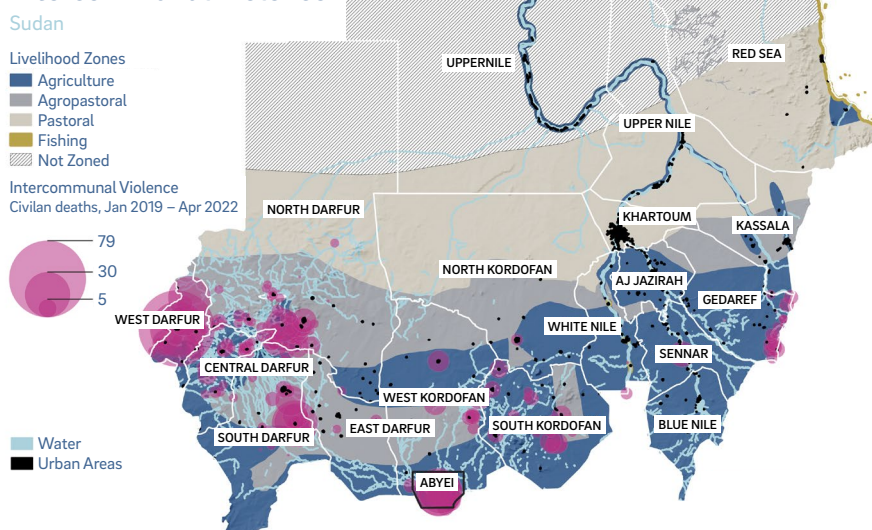 Sudan
Livelihood Zones
Agriculture
Agropastoral
Pastoral
Fishing
Not Zoned
Intercommunal Violence
Civilan deaths, Jan 2019 – Apr 2022
79
30
5
Water
Urban Areas
UPPERNILE
RED SEA
UPPER NILE
NORTH DARFUR
KHARTOUM
KASSALA
NORTH KORDOFAN
AJ JAZIRAH
GEDAREF
WEST DARFUR
WHITE NILE
SENNAR
CENTRAL DARFUR
WEST KORDOFAN
SOUTH DARFUR
EAST DARFUR
SOUTH KORDOFAN
BLUE NILE
ABYEI